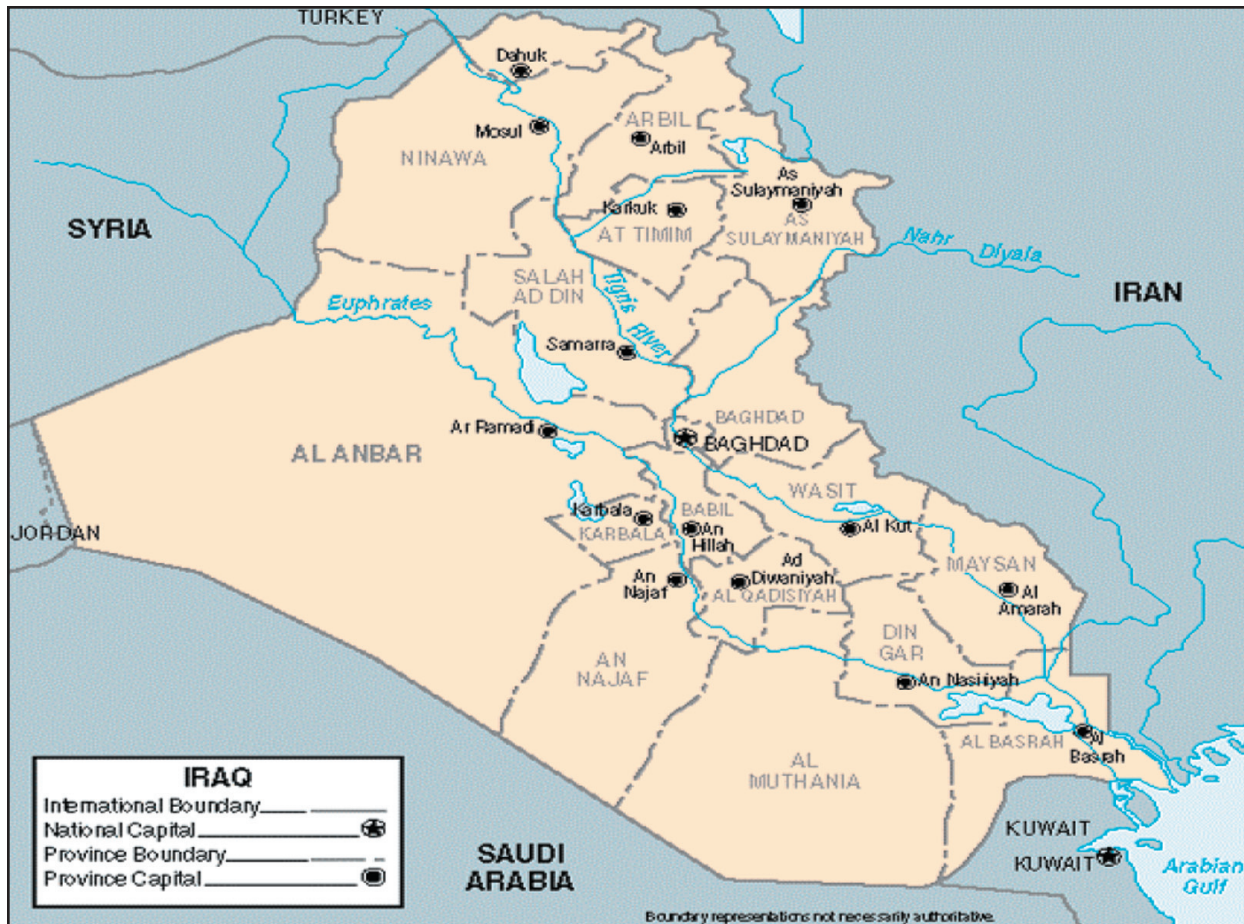 TURKEY
Dahuk
Mosul
ARBIL
Arbil
NINAWA
As
Sulaymaniyah
SYRIA
Karkuk
AT TIMIM
AS
SULAYMANIYAH
Nahr Diyala
SALAH
AD DIN
Tigris
River
Euphrates
IRAN
Samarra
BAGHDAD
Ar Ramadi
BAGHDAD
AL ANBAR
WASIT
Karbala
BABIL
KARBALA
An
Hillah
Al Kut
JORDAN
MAYSAN
An
Najaf
Ad
Diwaniyah
AL QADISIYAH
Al
Amarah
DIN
GAR
AN
NAJAF
An Nasiriyah
AL BASRAH
Al
Basrah
AL
MUTHANIA
IRAQ
International Boundary
National Capital
Province Boundary
Province Capital
SAUDI
ARABIA
KUWAIT
KUWAIT
Arabian
Gulf
Boundary representations not necessarily authoritative.